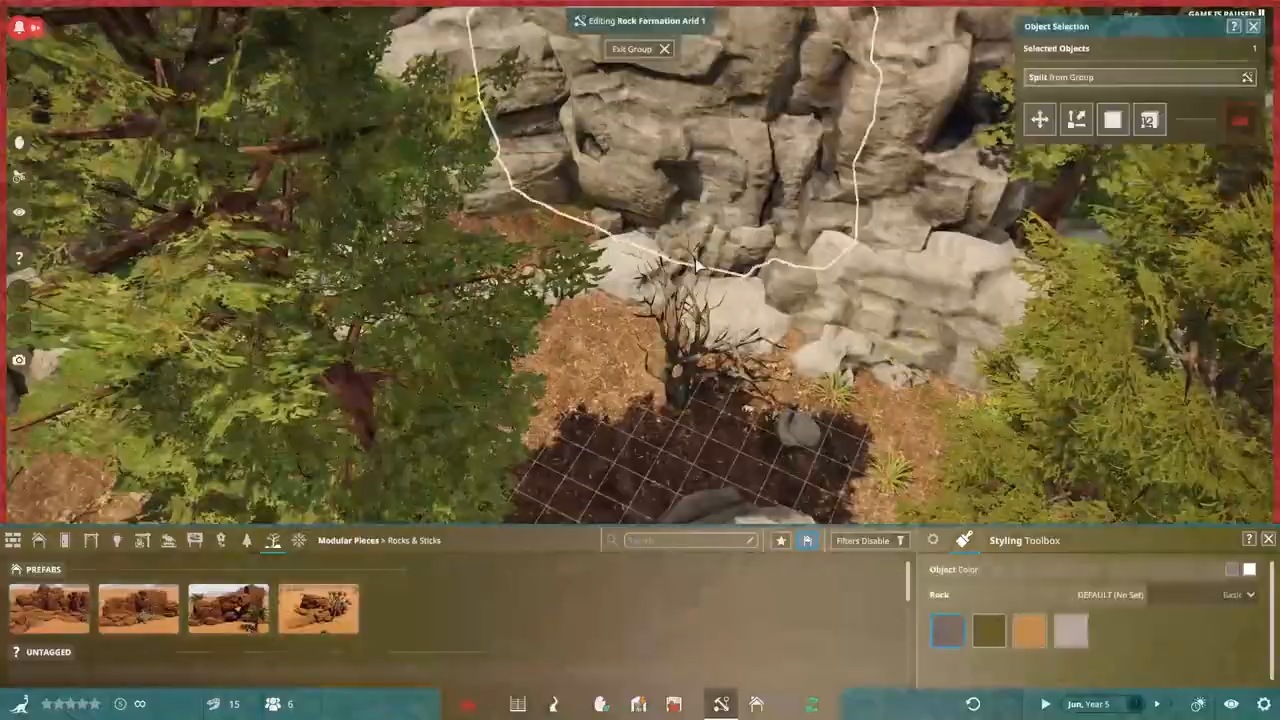 9+
Editing Rock Formation Arid 1
Exit Group
GAME IS PAUSED
Object Selection
?
Selected Objects 1
Split from Group
?
Modular Pieces > Rocks & Sticks
Search
Filters Disable
Styling Toolbox
?
PREFABS
Object Color
Rock DEFAULT (No Set) Basic
? UNTAGGED
15
6
Jun, Year 5